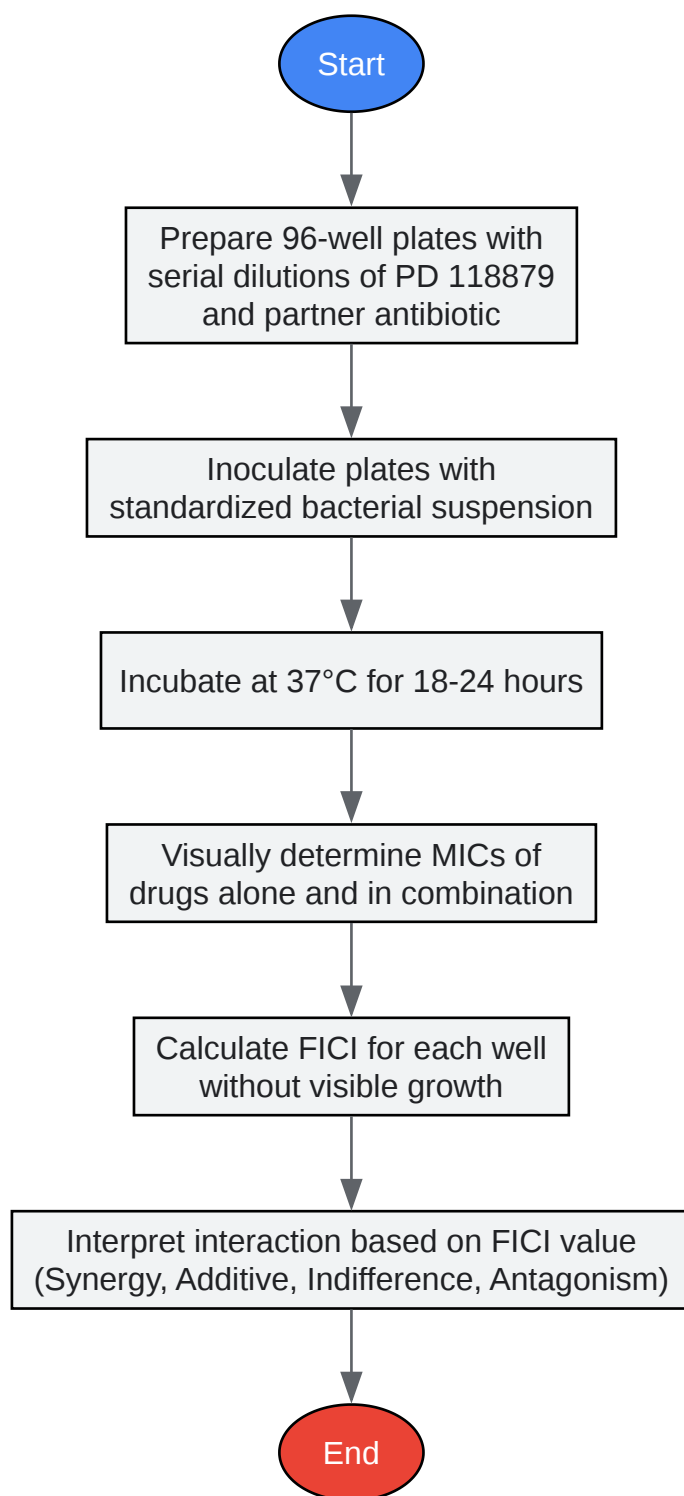 Start
Prepare 96-well plates with
serial dilutions of PD 118879
and partner antibiotic
Inoculate plates with
standardized bacterial suspension
Incubate at 37°C for 18-24 hours
Visually determine MICs of
drugs alone and in combination
Calculate FICI for each well
without visible growth
Interpret interaction based on FICI value
(Synergy, Additive, Indifference, Antagonism)
End